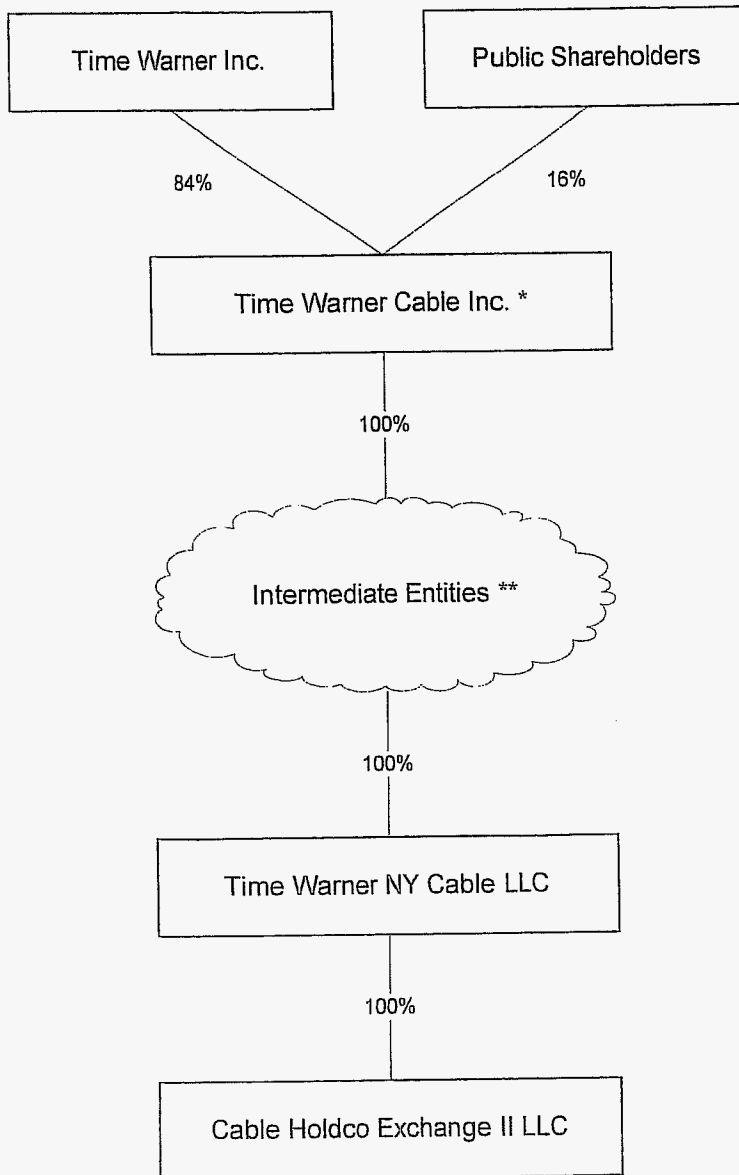 Time Warner Inc.
Public Shareholders
84%
16%
Time Warner Cable Inc. *
100%
Intermediate Entities **
100%
Time Warner NY Cable LLC
100%
Cable Holdco Exchange II LLC